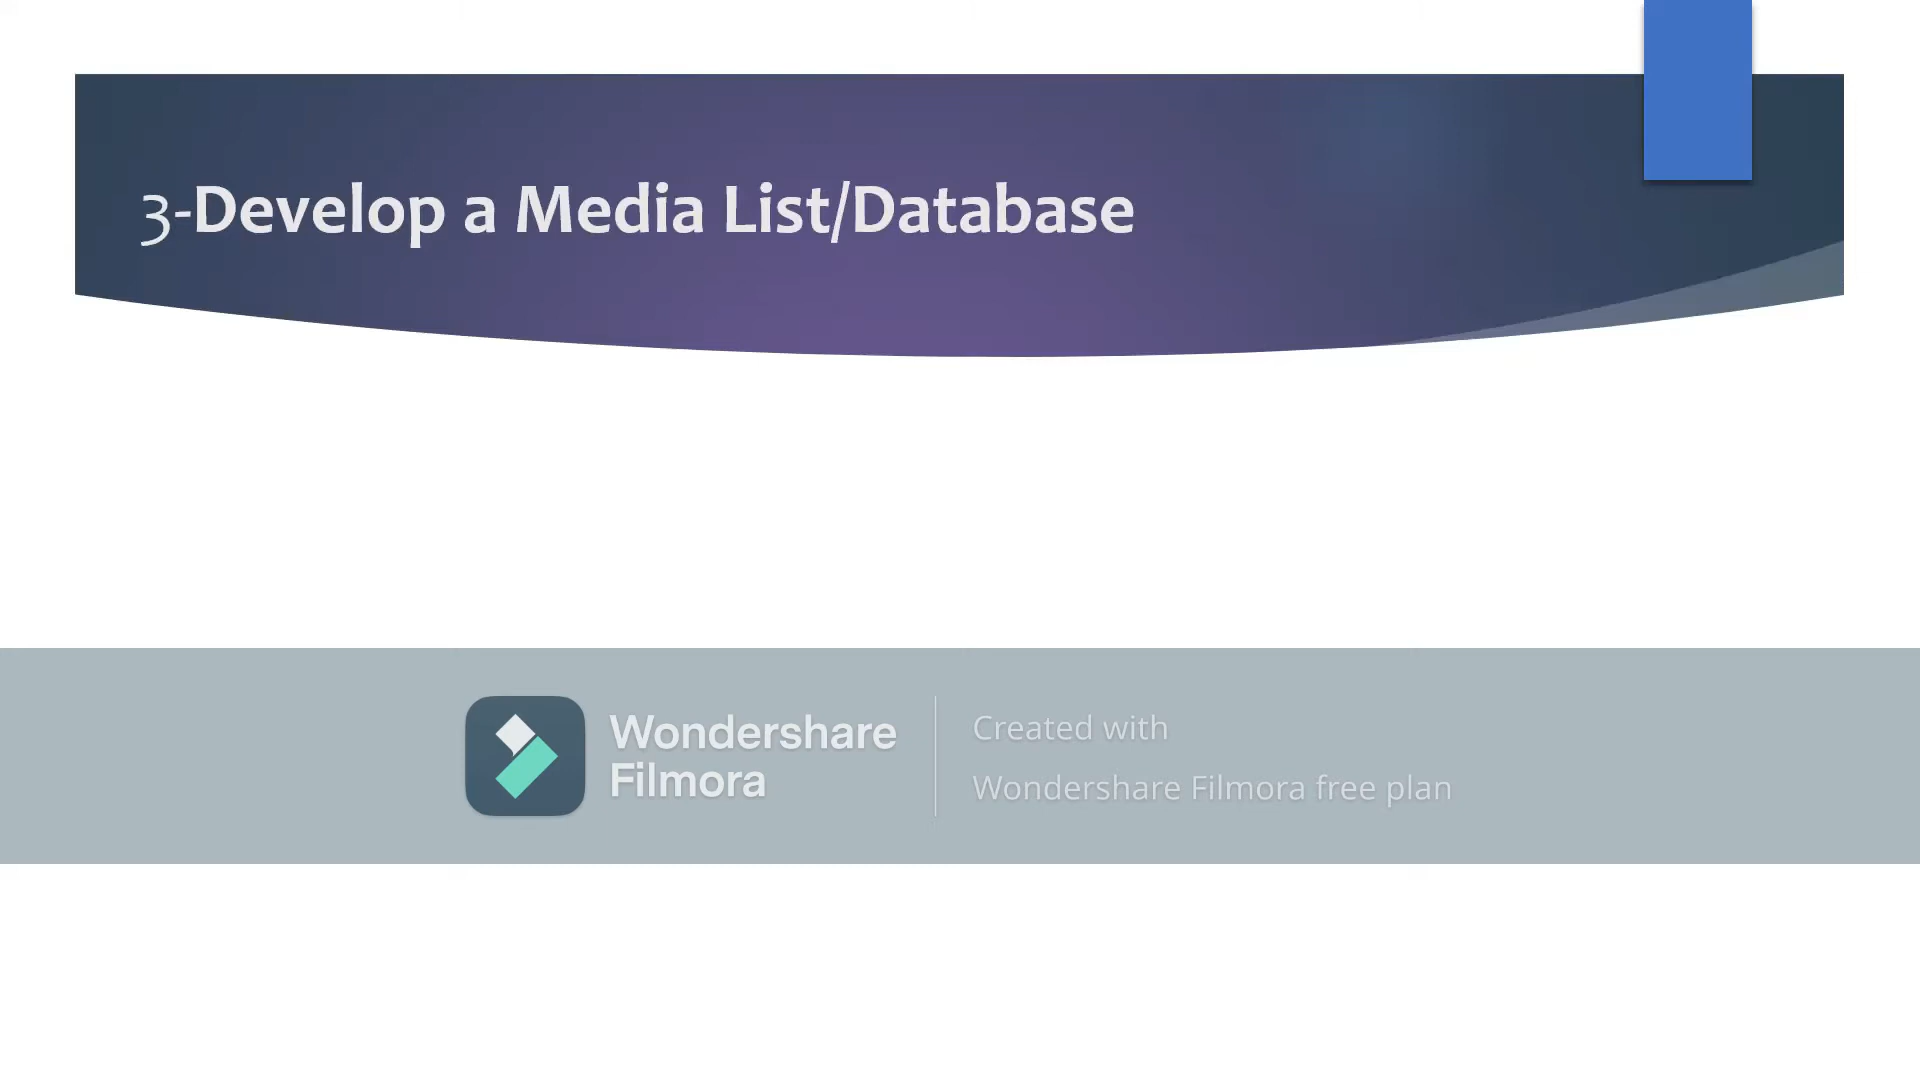 3-Develop a Media List/Database
Wondershare
Filmora
Created with
Wondershare Filmora free plan